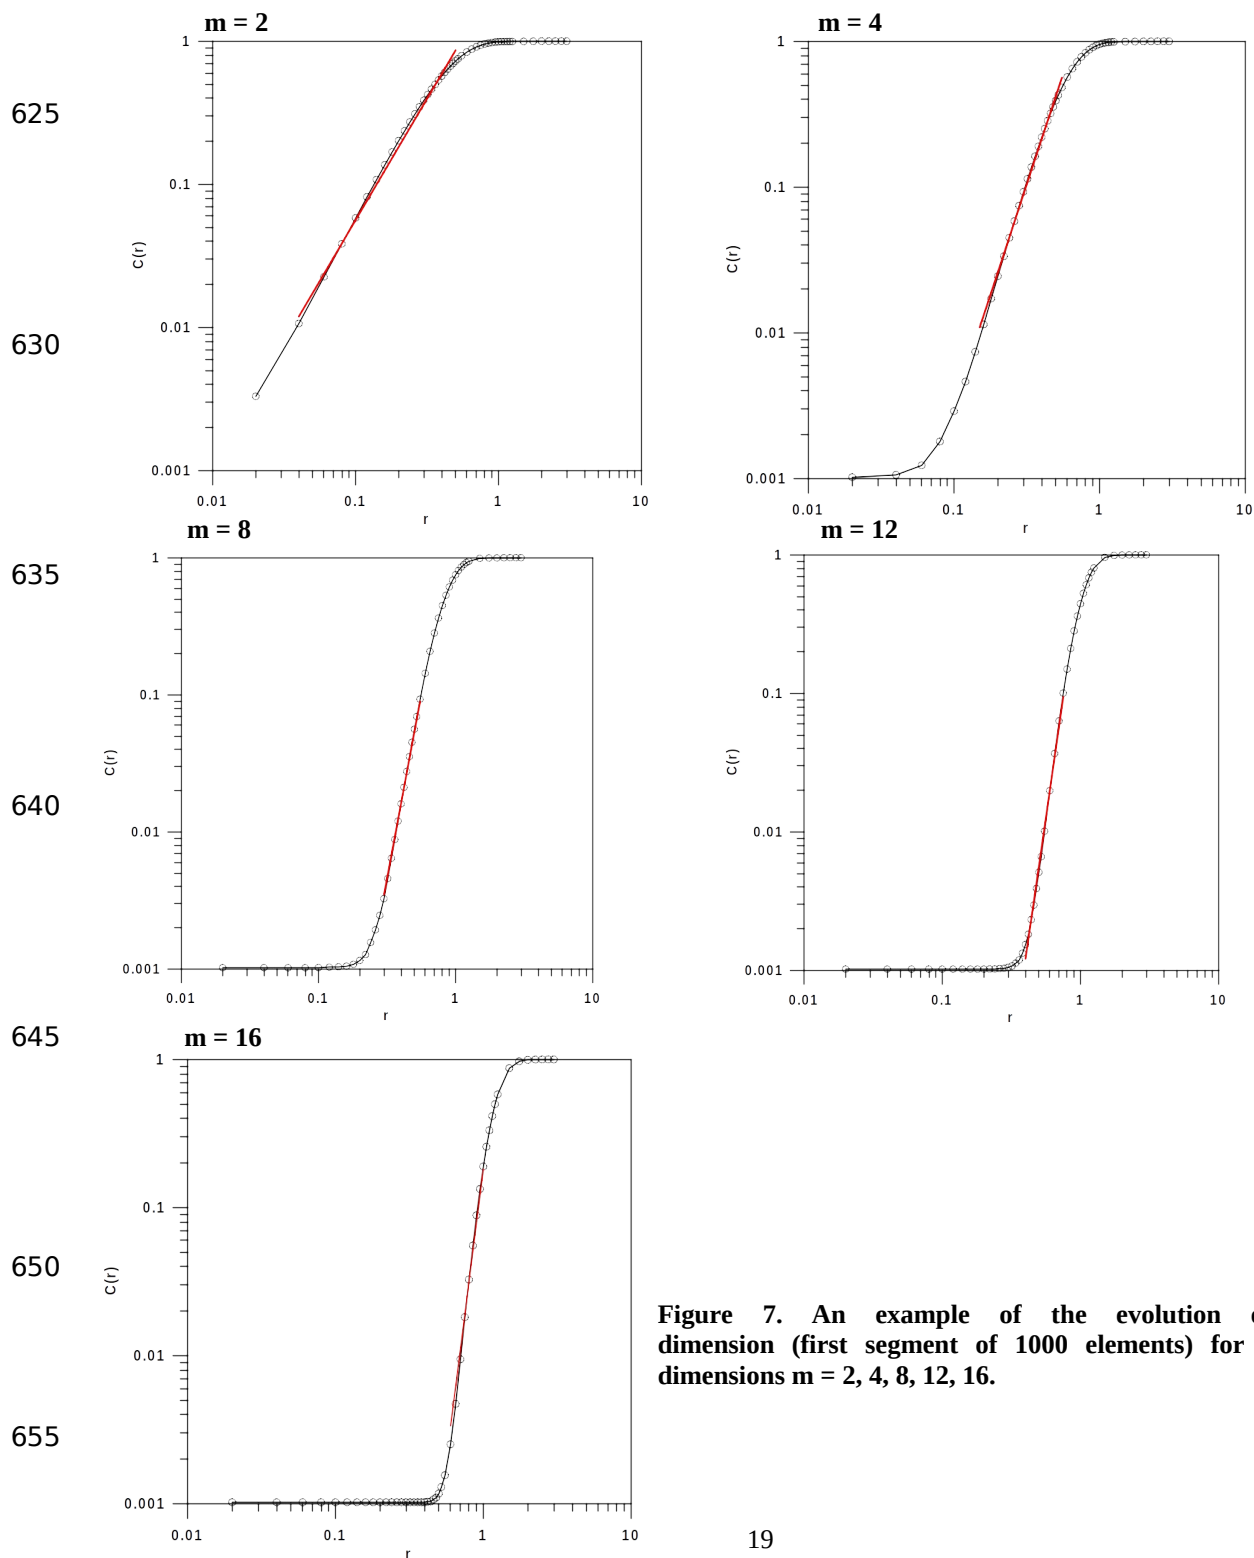 m = 2
m = 4
1
0.1
0.01
0.001
0.01
0.1
1
10
C(r)
r
1
0.1
0.01
0.001
0.01
0.1
1
10
C(r)
r
625
630
m = 8
m = 12
1
0.1
0.01
0.001
0.01
0.1
1
10
C(r)
r
1
0.1
0.01
0.001
0.01
0.1
1
10
C(r)
r
635
640
645
m = 16
1
0.1
0.01
0.001
0.01
0.1
1
10
C(r)
r
650
655
Figure 7. An example of the evolution
dimension (first segment of 1000 elements) for
dimensions m = 2, 4, 8, 12, 16.
19